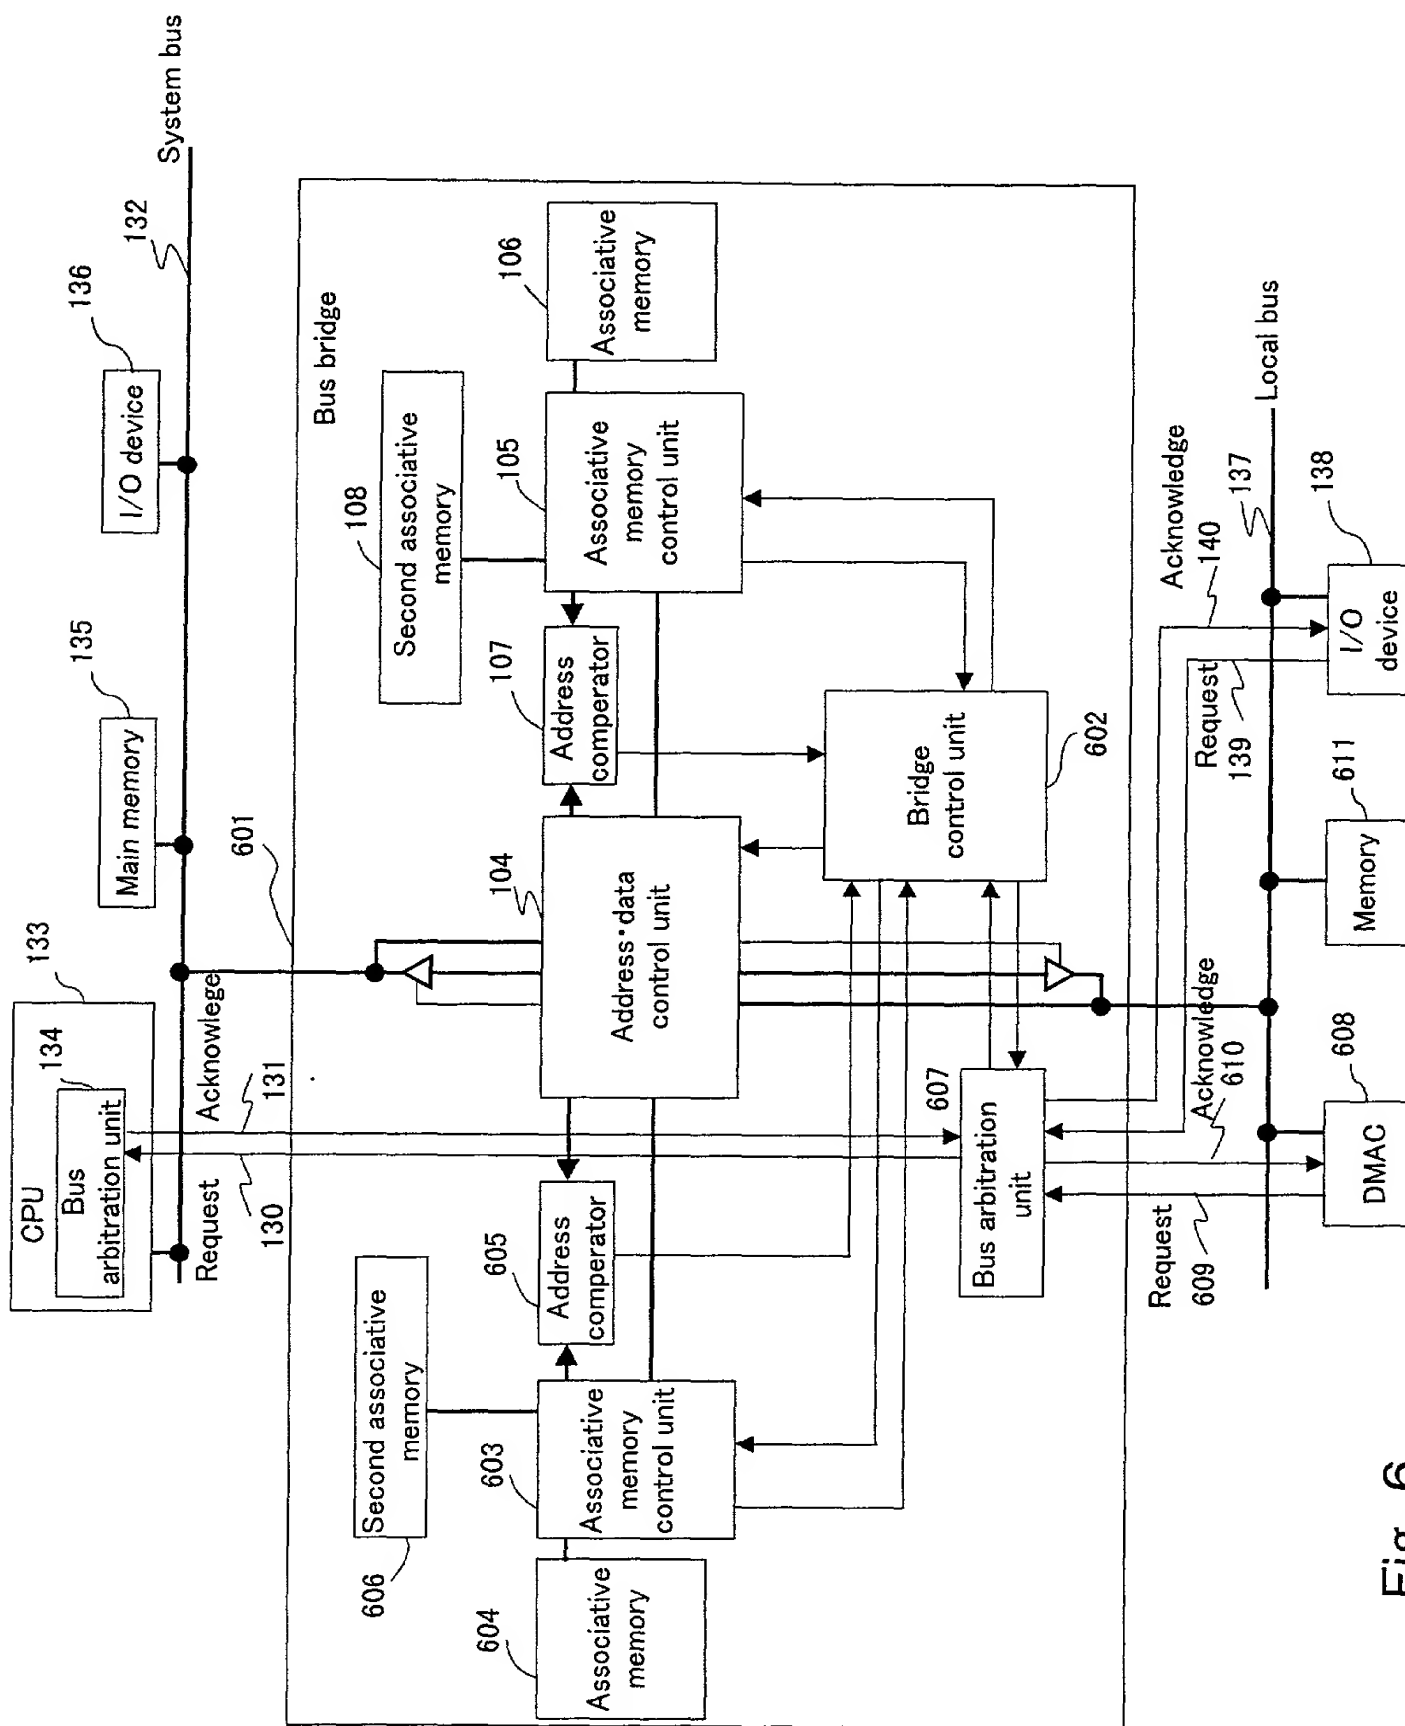 CPU
133
Bus
arbitration unit
134
Main memory
135
I/O device
136
System bus
132
Request
130
Acknowlege
131
601
Bus bridge
606
Second associative
memory
108
Second associative
memory
604
Associative
memory
603
Associative
memory
control unit
605
Address
comperator
104
Address·data
control unit
107
Address
comperator
105
Associative
memory
control unit
106
Associative
memory
607
Bus arbitration
unit
Bridge
control unit
602
Request
609
Acknowledge
610
Request
139
Acknowledge
140
Local bus
137
608
DMAC
611
Memory
138
I/O
device
Fig. 6